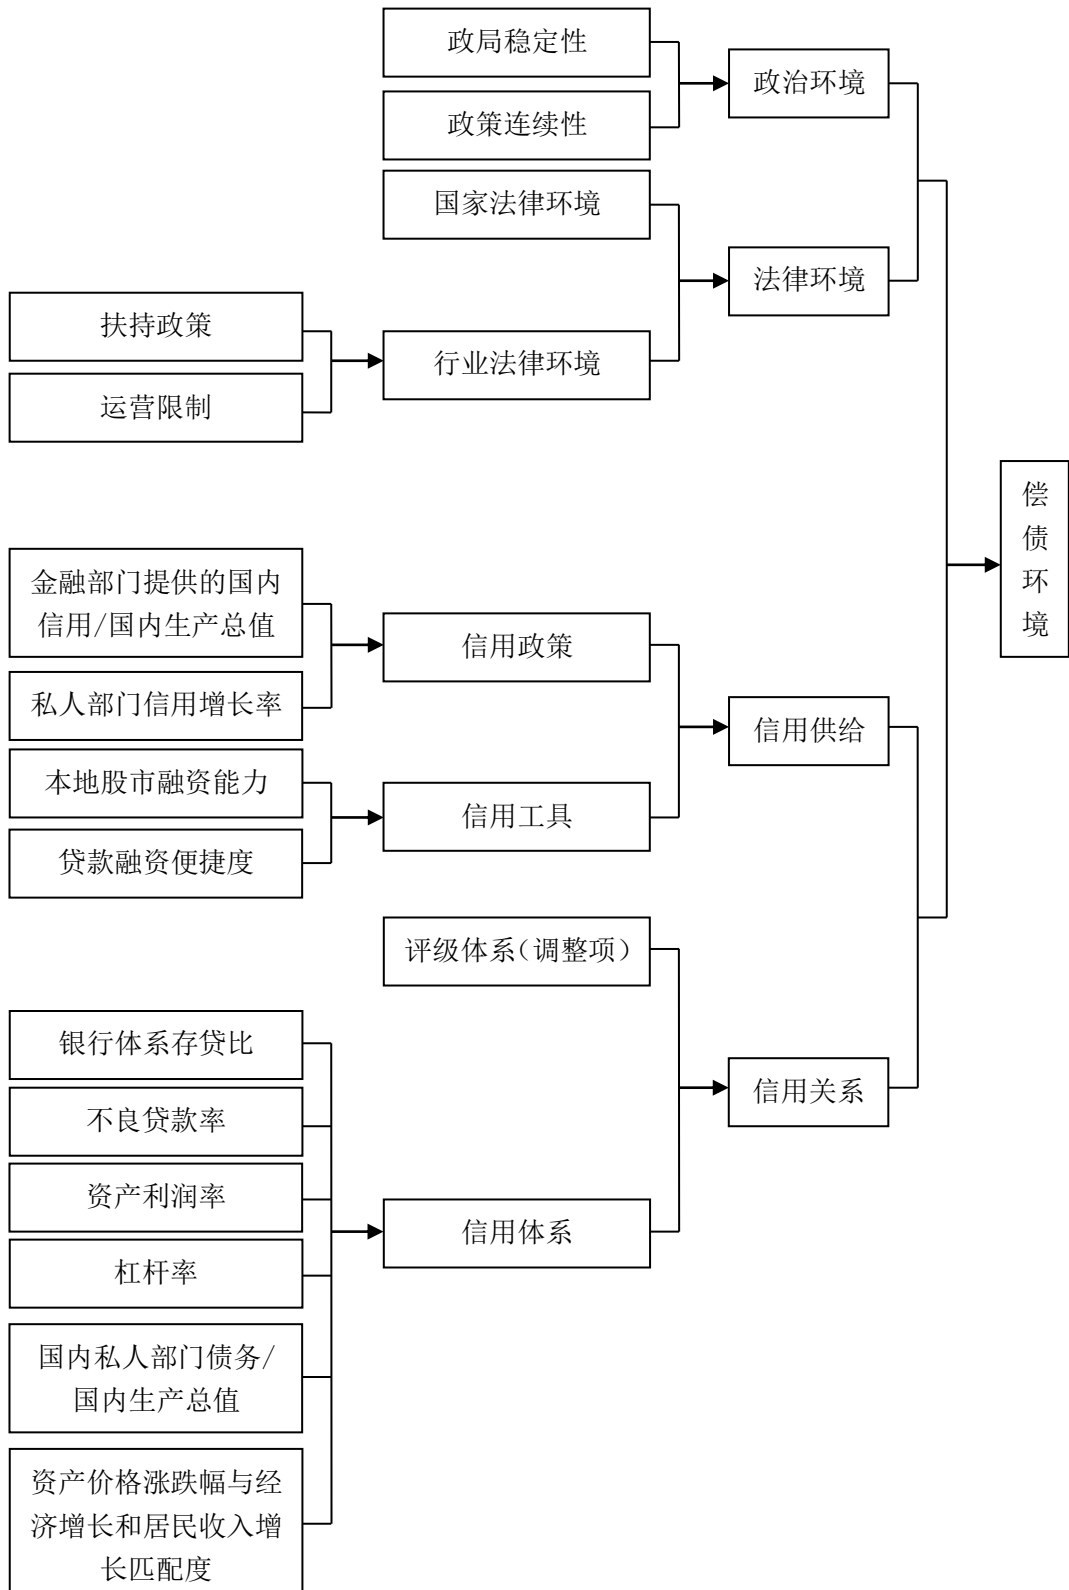 政局稳定性
政治环境
政策连续性
国家法律环境
法律环境
扶持政策
行业法律环境
运营限制
偿
债
环
境
金融部门提供的国内
信用/国内生产总值
信用政策
私人部门信用增长率
信用供给
本地股市融资能力
信用工具
贷款融资便捷度
评级体系(调整项)
银行体系存贷比
信用关系
不良贷款率
资产利润率
信用体系
杠杆率
国内私人部门债务/
国内生产总值
资产价格涨跌幅与经
济增长和居民收入增
长匹配度